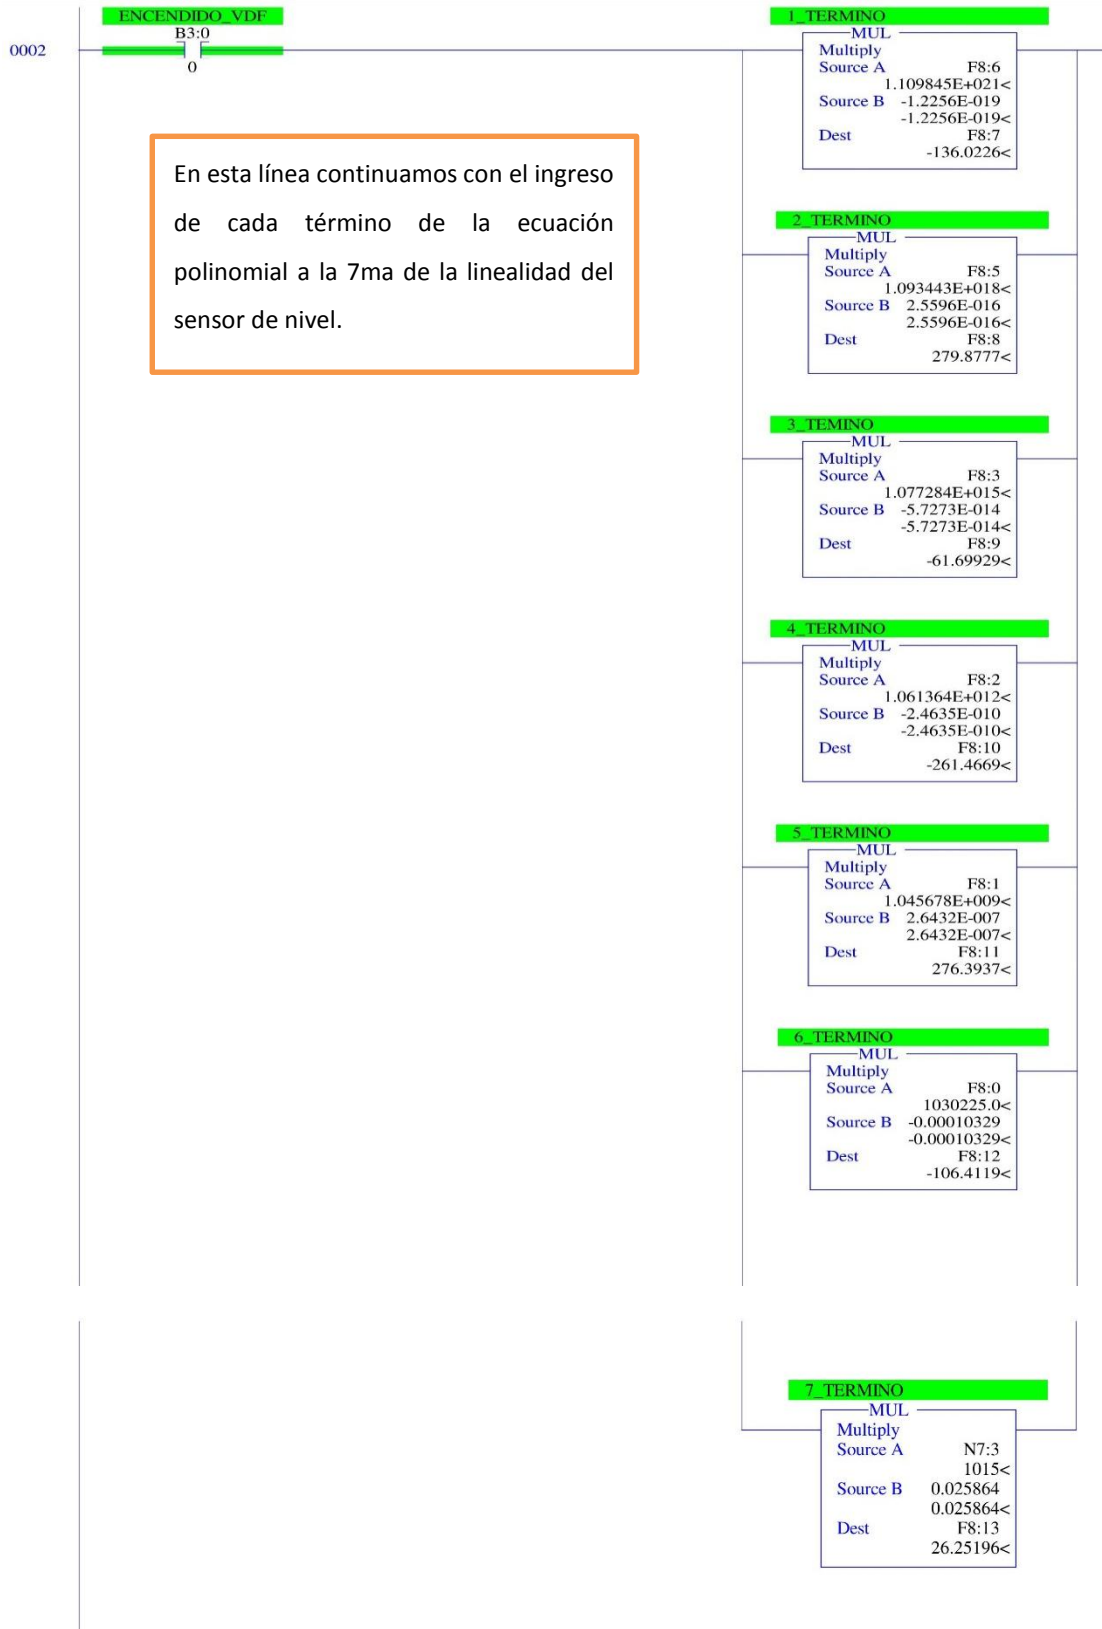 ENCENDIDO_VDF
B3:0
0002
0
En esta línea continuamos con el ingreso
de cada término de la ecuación
polinomial a la 7ma de la linealidad del
sensor de nivel.
1_TERMINO
MUL
Multiply
Source A F8:6
1.109845E+021<
Source B -1.2256E-019
-1.2256E-019<
Dest F8:7
-136.0226<
2_TERMINO
MUL
Multiply
Source A F8:5
1.093443E+018<
Source B 2.5596E-016
2.5596E-016<
Dest F8:8
279.8777<
3_TEMINO
MUL
Multiply
Source A F8:3
1.077284E+015<
Source B -5.7273E-014
-5.7273E-014<
Dest F8:9
-61.69929<
4_TERMINO
MUL
Multiply
Source A F8:2
1.061364E+012<
Source B -2.4635E-010
-2.4635E-010<
Dest F8:10
-261.4669<
5_TERMINO
MUL
Multiply
Source A F8:1
1.045678E+009<
Source B 2.6432E-007
2.6432E-007<
Dest F8:11
276.3937<
6_TERMINO
MUL
Multiply
Source A F8:0
1030225.0<
Source B -0.00010329
-0.00010329<
Dest F8:12
-106.4119<
7_TERMINO
MUL
Multiply
Source A N7:3
1015<
Source B 0.025864
0.025864<
Dest F8:13
26.25196<